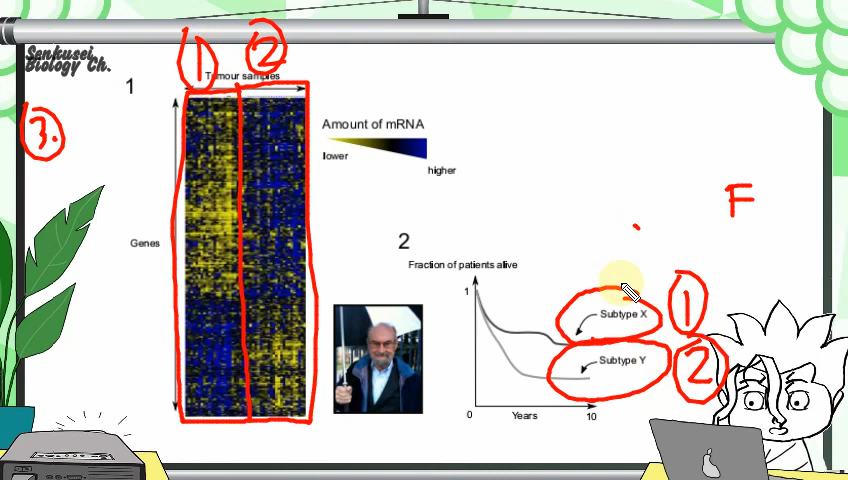 Senkusei
Biology Ch.
1
1
2
3.
Tumour samples
Genes
Amount of mRNA
lower
higher
F
2
Fraction of patients alive
1
Subtype X
1
Subtype Y
2
0
Years
10